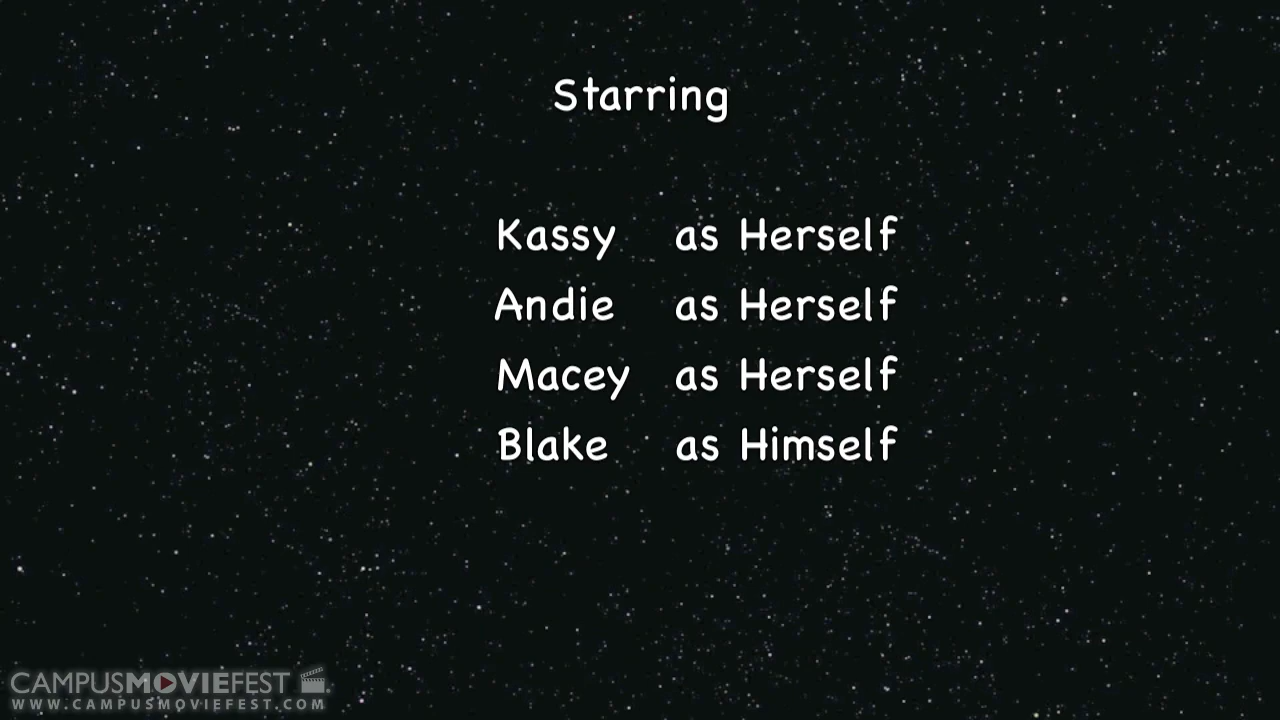 Starring
Kassy as Herself
Andie as Herself
Macey as Herself
Blake as Himself
CAMPUSMOVIEFEST
WWW.CAMPUSMOVIEFEST.COM